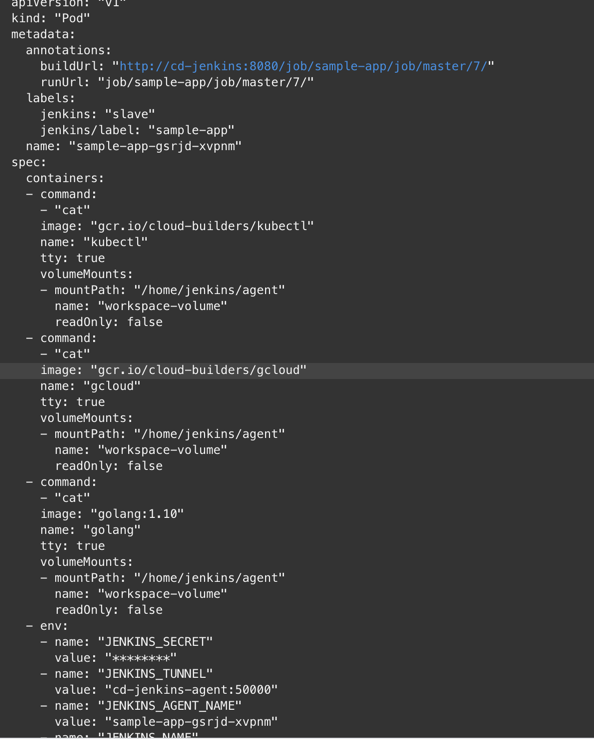 apiVersion: "v1"
kind: "Pod"
metadata:
  annotations:
    buildUrl: "http://cd-jenkins:8080/job/sample-app/job/master/7/"
    runUrl: "job/sample-app/job/master/7/"
  labels:
    jenkins: "slave"
    jenkins/label: "sample-app"
  name: "sample-app-gsrjd-xvpnm"
spec:
  containers:
  - command:
    - "cat"
    image: "gcr.io/cloud-builders/kubectl"
    name: "kubectl"
    tty: true
    volumeMounts:
    - mountPath: "/home/jenkins/agent"
      name: "workspace-volume"
      readOnly: false
  - command:
    - "cat"
    image: "gcr.io/cloud-builders/gcloud"
    name: "gcloud"
    tty: true
    volumeMounts:
    - mountPath: "/home/jenkins/agent"
      name: "workspace-volume"
      readOnly: false
  - command:
    - "cat"
    image: "golang:1.10"
    name: "golang"
    tty: true
    volumeMounts:
    - mountPath: "/home/jenkins/agent"
      name: "workspace-volume"
      readOnly: false
  - env:
    - name: "JENKINS_SECRET"
      value: "********"
    - name: "JENKINS_TUNNEL"
      value: "cd-jenkins-agent:50000"
    - name: "JENKINS_AGENT_NAME"
      value: "sample-app-gsrjd-xvpnm"
    - name: "JENKINS_NAME"